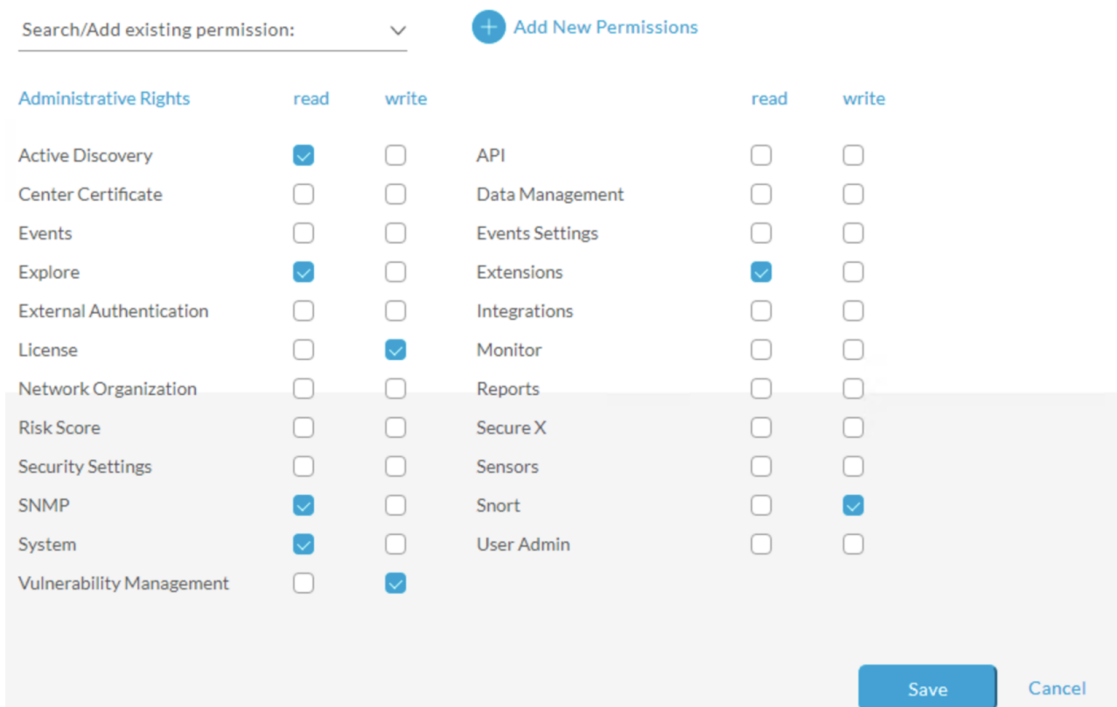 Search/Add existing permission:
Add New Permissions
Administrative Rights read write read write
Active Discovery API
Center Certificate Data Management
Events Events Settings
Explore Extensions
External Authentication Integrations
License Monitor
Network Organization Reports
Risk Score Secure X
Security Settings Sensors
SNMP Snort
System User Admin
Vulnerability Management
Save Cancel